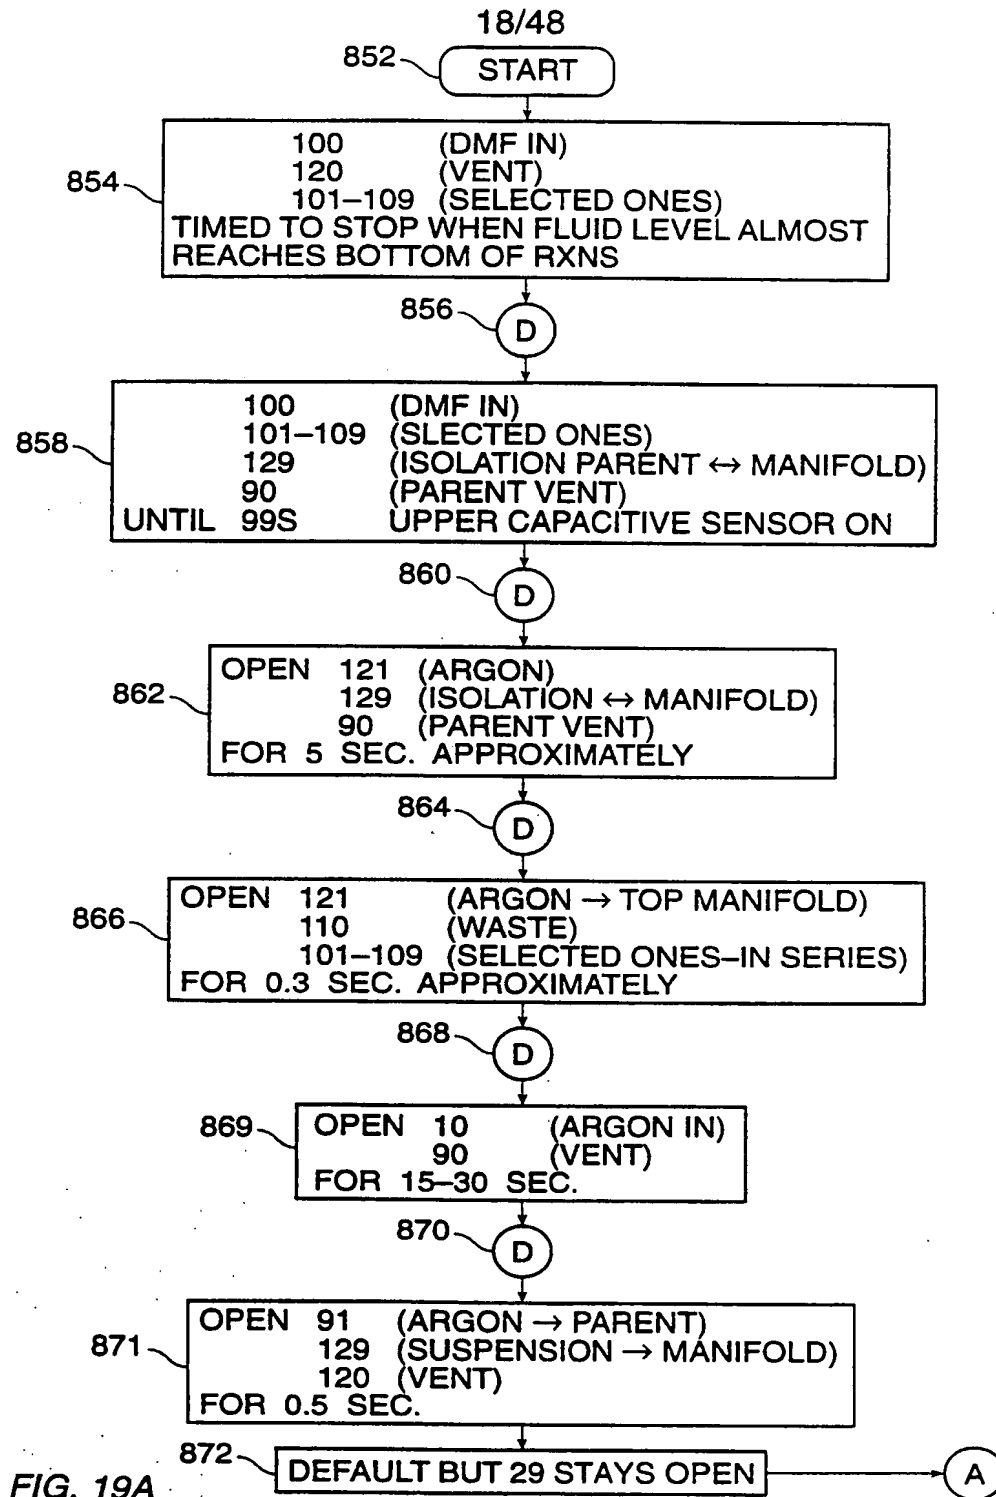 18/48
852
START
100 (DMF IN)
120 (VENT)
854
101–109 (SELECTED ONES)
TIMED TO STOP WHEN FLUID LEVEL ALMOST
REACHES BOTTOM OF RXNS
856
D
100 (DMF IN)
858
101–109 (SLECTED ONES)
129 (ISOLATION PARENT ↔ MANIFOLD)
90 (PARENT VENT)
UNTIL 99S UPPER CAPACITIVE SENSOR ON
860
D
OPEN 121 (ARGON)
862
129 (ISOLATION ↔ MANIFOLD)
90 (PARENT VENT)
FOR 5 SEC. APPROXIMATELY
864
D
OPEN 121 (ARGON → TOP MANIFOLD)
866
110 (WASTE)
101–109 (SELECTED ONES–IN SERIES)
FOR 0.3 SEC. APPROXIMATELY
868
D
869
OPEN 10 (ARGON IN)
90 (VENT)
FOR 15–30 SEC.
870
D
OPEN 91 (ARGON → PARENT)
871
129 (SUSPENSION → MANIFOLD)
120 (VENT)
FOR 0.5 SEC.
872
DEFAULT BUT 29 STAYS OPEN
A
FIG. 19A